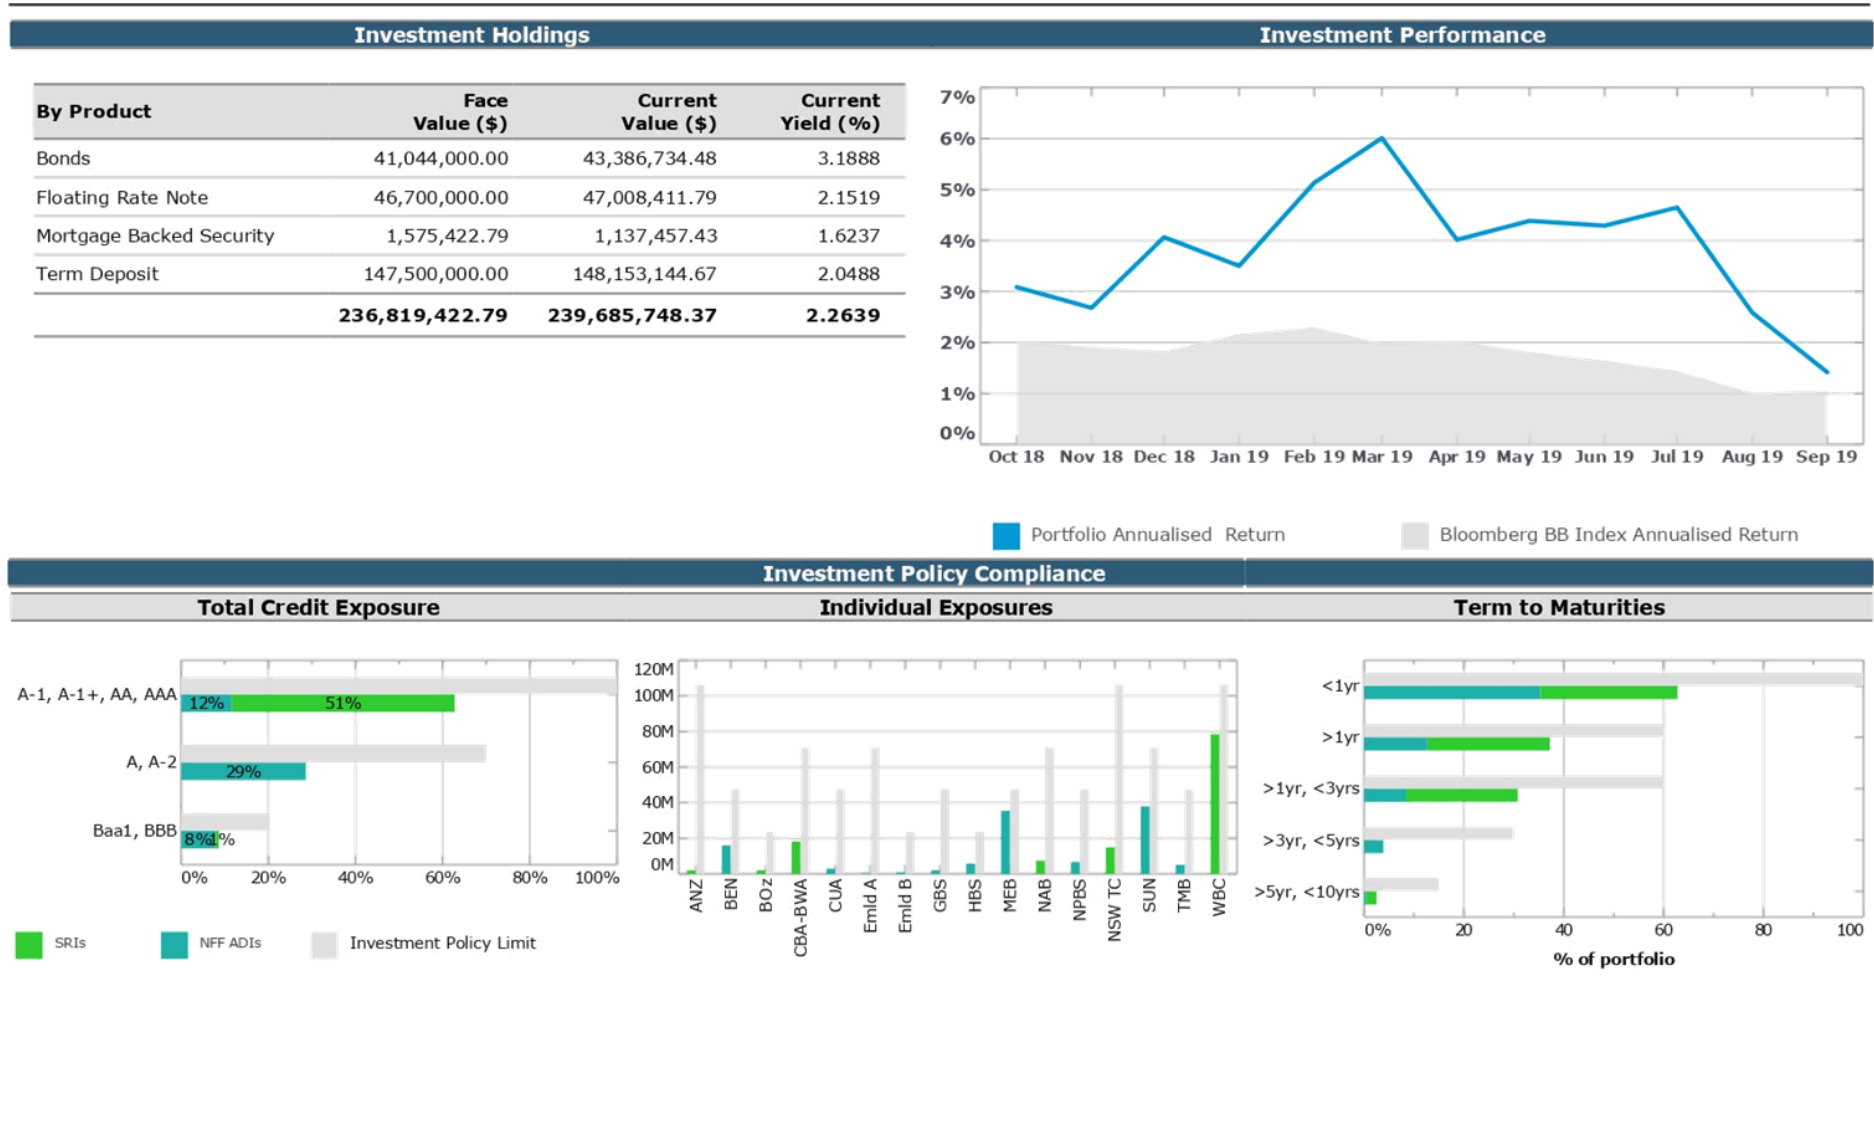 Investment Holdings
Investment Performance
By Product Face Value ($) Current Value ($) Current Yield (%)
Bonds 41,044,000.00 43,386,734.48 3.1888
Floating Rate Note 46,700,000.00 47,008,411.79 2.1519
Mortgage Backed Security 1,575,422.79 1,137,457.43 1.6237
Term Deposit 147,500,000.00 148,153,144.67 2.0488
236,819,422.79 239,685,748.37 2.2639
7%
6%
5%
4%
3%
2%
1%
0%
Oct 18 Nov 18 Dec 18 Jan 19 Feb 19 Mar 19 Apr 19 May 19 Jun 19 Jul 19 Aug 19 Sep 19
Portfolio Annualised Return Bloomberg BB Index Annualised Return
Investment Policy Compliance
Total Credit Exposure
A-1, A-1+, AA, AAA 12% 51%
A, A-2 29%
Baa1, BBB 8% 1%
0% 20% 40% 60% 80% 100%
SRIs NFF ADIs Investment Policy Limit
Individual Exposures
120M
100M
80M
60M
40M
20M
0M
ANZ BEN BOz CBA-BWA CUA Emld A Emld B GBS HBS MEB NAB NPBS NSW TC SUN TMB WBC
Term to Maturities
<1yr
>1yr
>1yr, <3yrs
>3yr, <5yrs
>5yr, <10yrs
0% 20 40 60 80 100
% of portfolio